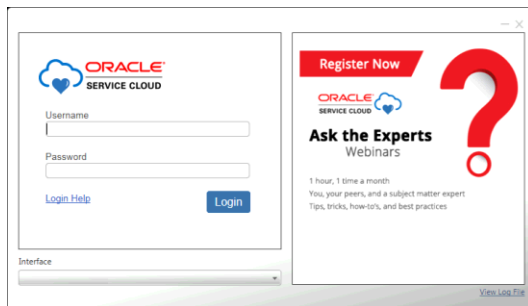 ORACLE
SERVICE CLOUD
Username
Password
Login Help
Login
Interface
Register Now
ORACLE
SERVICE CLOUD
Ask the Experts
Webinars
1 hour, 1 time a month
You, your peers, and a subject matter expert
Tips, tricks, how-to's, and best practices
View Log File